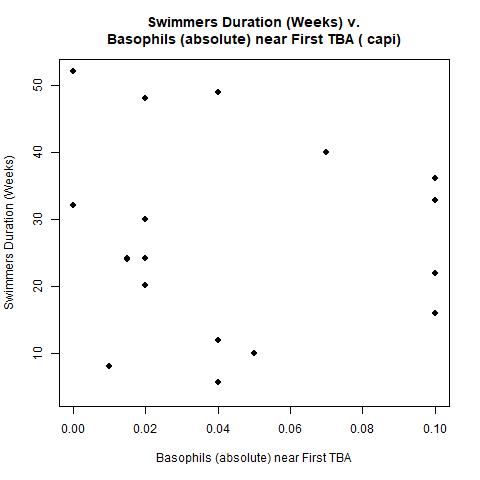 Swimmers Duration (Weeks) v.
Basophils (absolute) near First TBA ( capi)
Swimmers Duration (Weeks)
50
40
30
20
10
0.00 0.02 0.04 0.06 0.08 0.10
Basophils (absolute) near First TBA